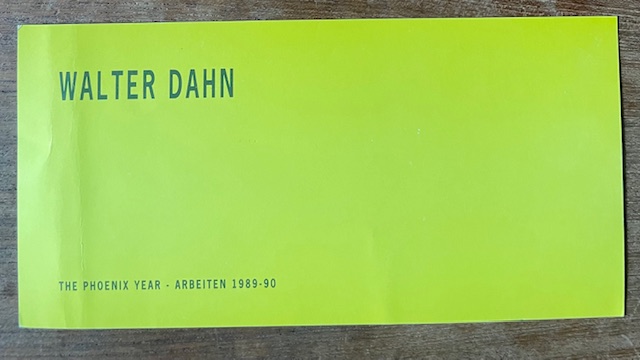 WALTER DAHN
THE PHOENIX YEAR - ARBEITEN 1989-90